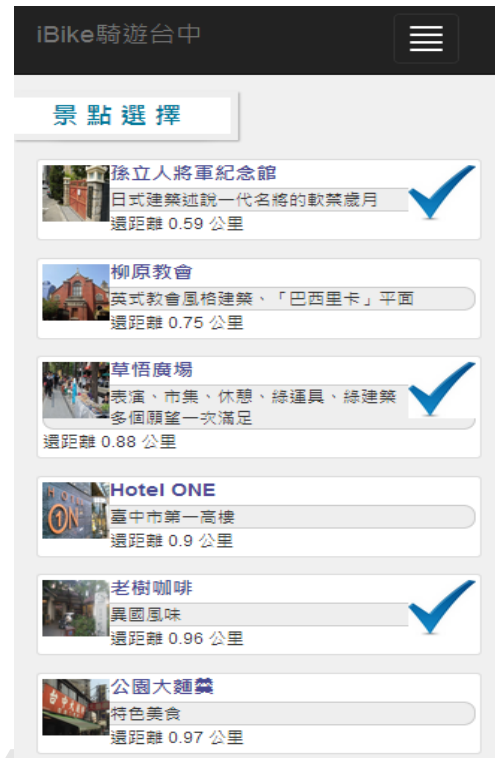 iBike騎遊台中
景點選擇
孫立人將軍紀念館
日式建築述說一代名將的軟禁歲月
還距離 0.59 公里
柳原教會
英式教會風格建築、「巴西里卡」平面
還距離 0.75 公里
草悟廣場
表演、市集、休憩、綠運具、綠建築
多個願望一次滿足
還距離 0.88 公里
Hotel ONE
臺中市第一高樓
還距離 0.9 公里
老樹咖啡
異國風味
還距離 0.96 公里
公園大麵羹
特色美食
還距離 0.97 公里